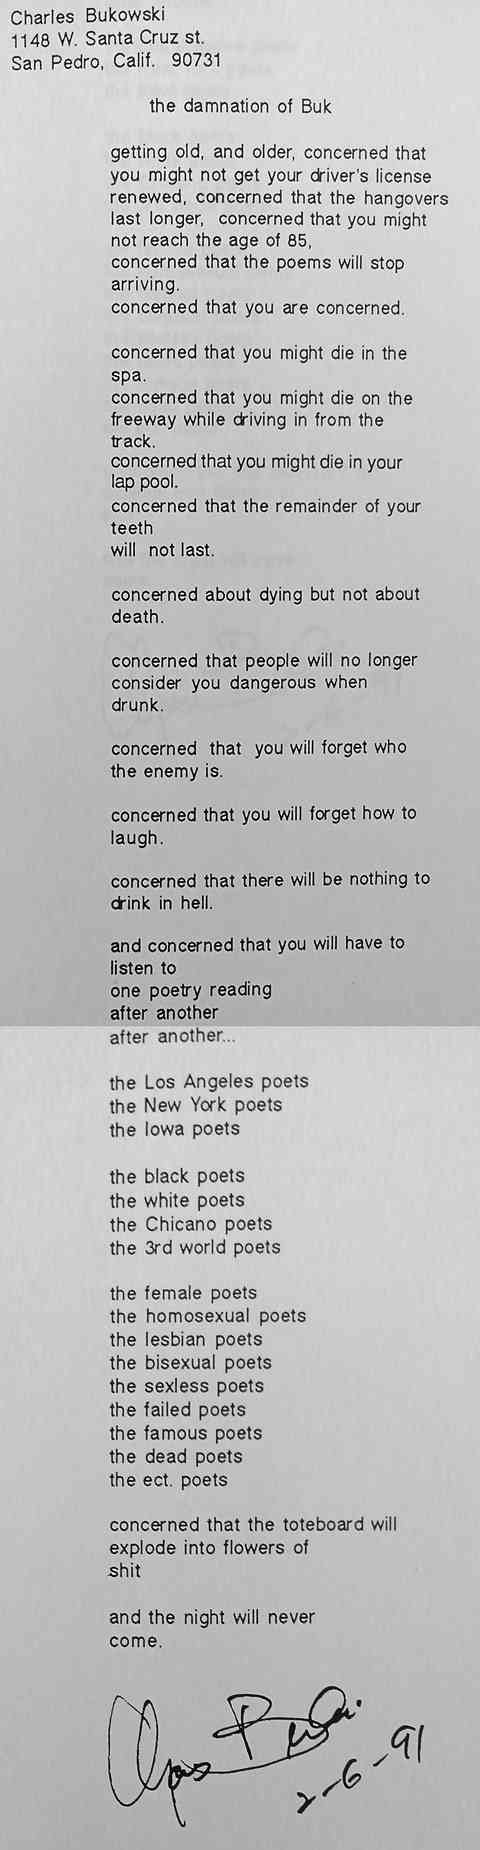 Charles Bukowski
1148 W. Santa Cruz st.
San Pedro, Calif. 90731
the damnation of Buk
getting old, and older, concerned that
you might not get your driver's license
renewed, concerned that the hangovers
last longer, concerned that you might
not reach the age of 85,
concerned that the poems will stop
arriving.
concerned that you are concerned.
concerned that you might die in the
spa.
concerned that you might die on the
freeway while driving in from the
track.
concerned that you might die in your
lap pool.
concerned that the remainder of your
teeth
will not last.
concerned about dying but not about
death.
concerned that people will no longer
consider you dangerous when
drunk.
concerned that you will forget who
the enemy is.
concerned that you will forget how to
laugh.
concerned that there will be nothing to
drink in hell.
and concerned that you will have to
listen to
one poetry reading
after another
after another...
the Los Angeles poets
the New York poets
the Iowa poets
the black poets
the white poets
the Chicano poets
the 3rd world poets
the female poets
the homosexual poets
the lesbian poets
the bisexual poets
the sexless poets
the failed poets
the famous poets
the dead poets
the ect. poets
concerned that the toteboard will
explode into flowers of
shit
and the night will never
come.
2-6-91